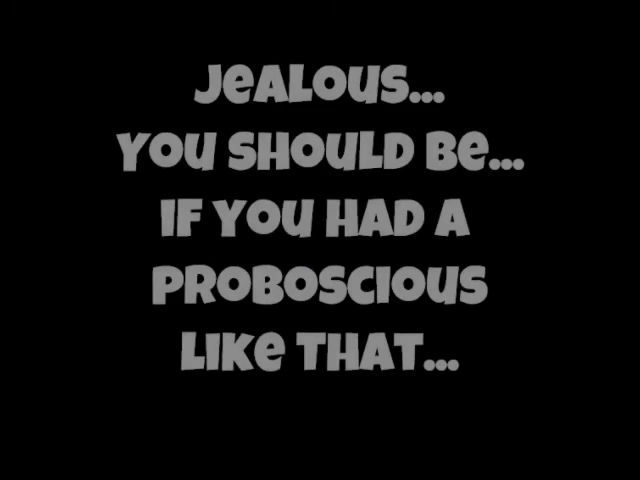 JEALOUS...
YOU SHOULD BE...
IF YOU HAD A
PROBOSCIOUS
LIKE THAT...